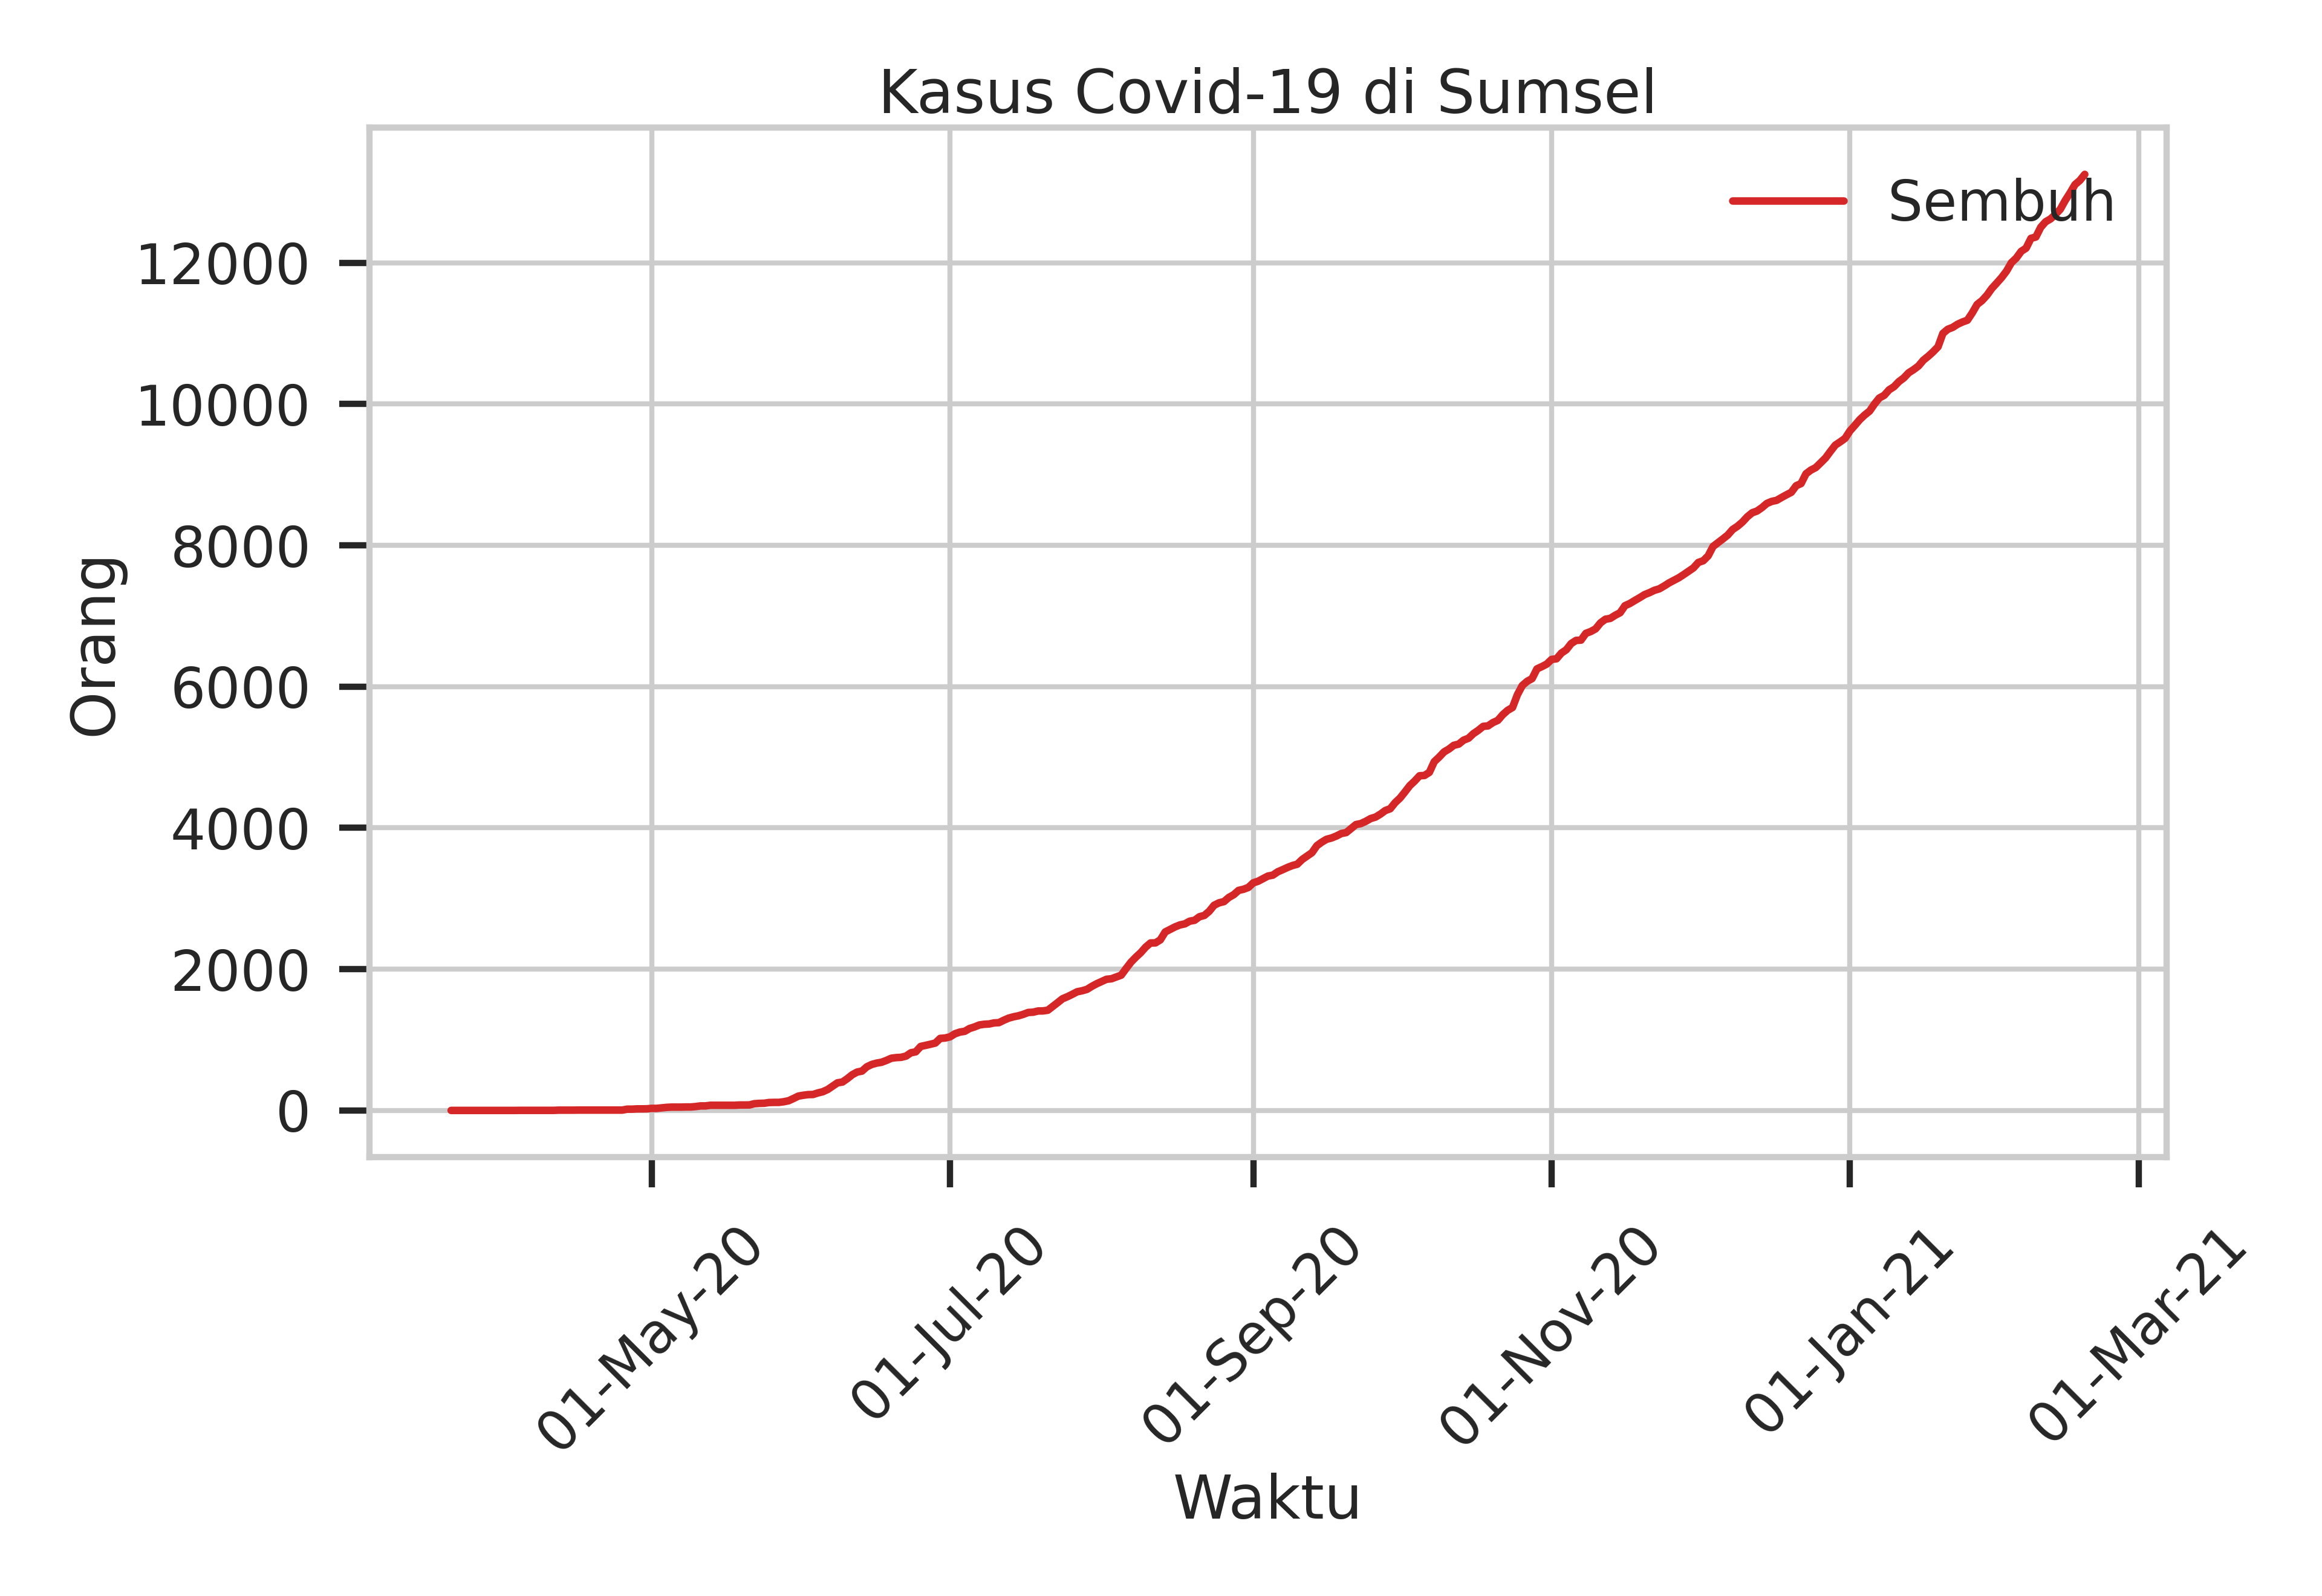 Kasus Covid-19 di Sumsel
Sembuh
12000
10000
8000
6000
4000
2000
0
Orang
01-May-20
01-Jul-20
01-Sep-20
01-Nov-20
01-Jan-21
01-Mar-21
Waktu